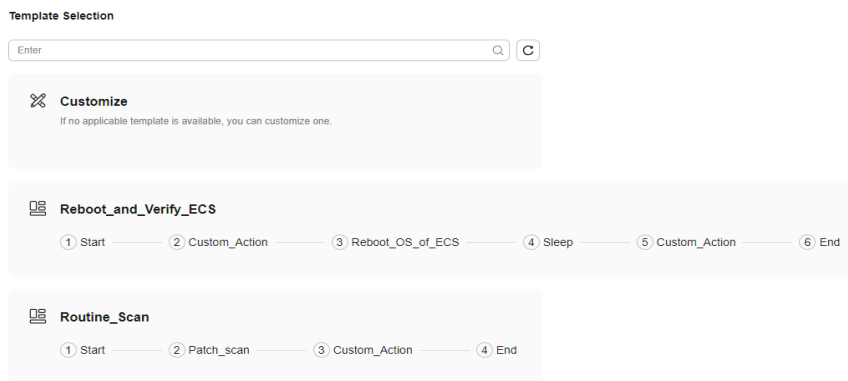 Template Selection
Enter
Customize
If no applicable template is available, you can customize one.
Reboot_and_Verify_ECS
1 Start 2 Custom_Action 3 Reboot_OS_of_ECS 4 Sleep 5 Custom_Action 6 End
Routine_Scan
1 Start 2 Patch_scan 3 Custom_Action 4 End